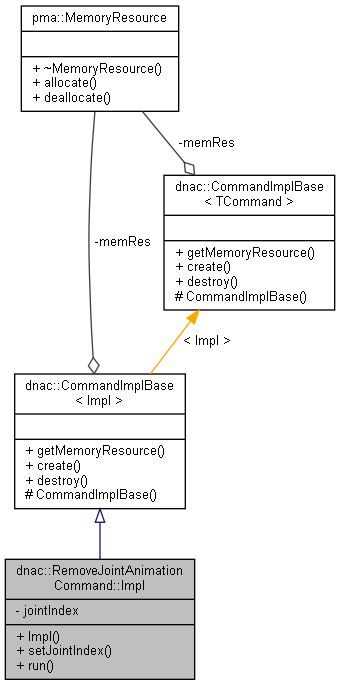 pma::MemoryResource
+ ~MemoryResource()
+ allocate()
+ deallocate()
-memRes
dnac::CommandImplBase
< TCommand >
+ getMemoryResource()
+ create()
+ destroy()
# CommandImplBase()
-memRes
< Impl >
dnac::CommandImplBase
< Impl >
+ getMemoryResource()
+ create()
+ destroy()
# CommandImplBase()
dnac::RemoveJointAnimation
Command::Impl
- jointIndex
+ Impl()
+ setJointIndex()
+ run()